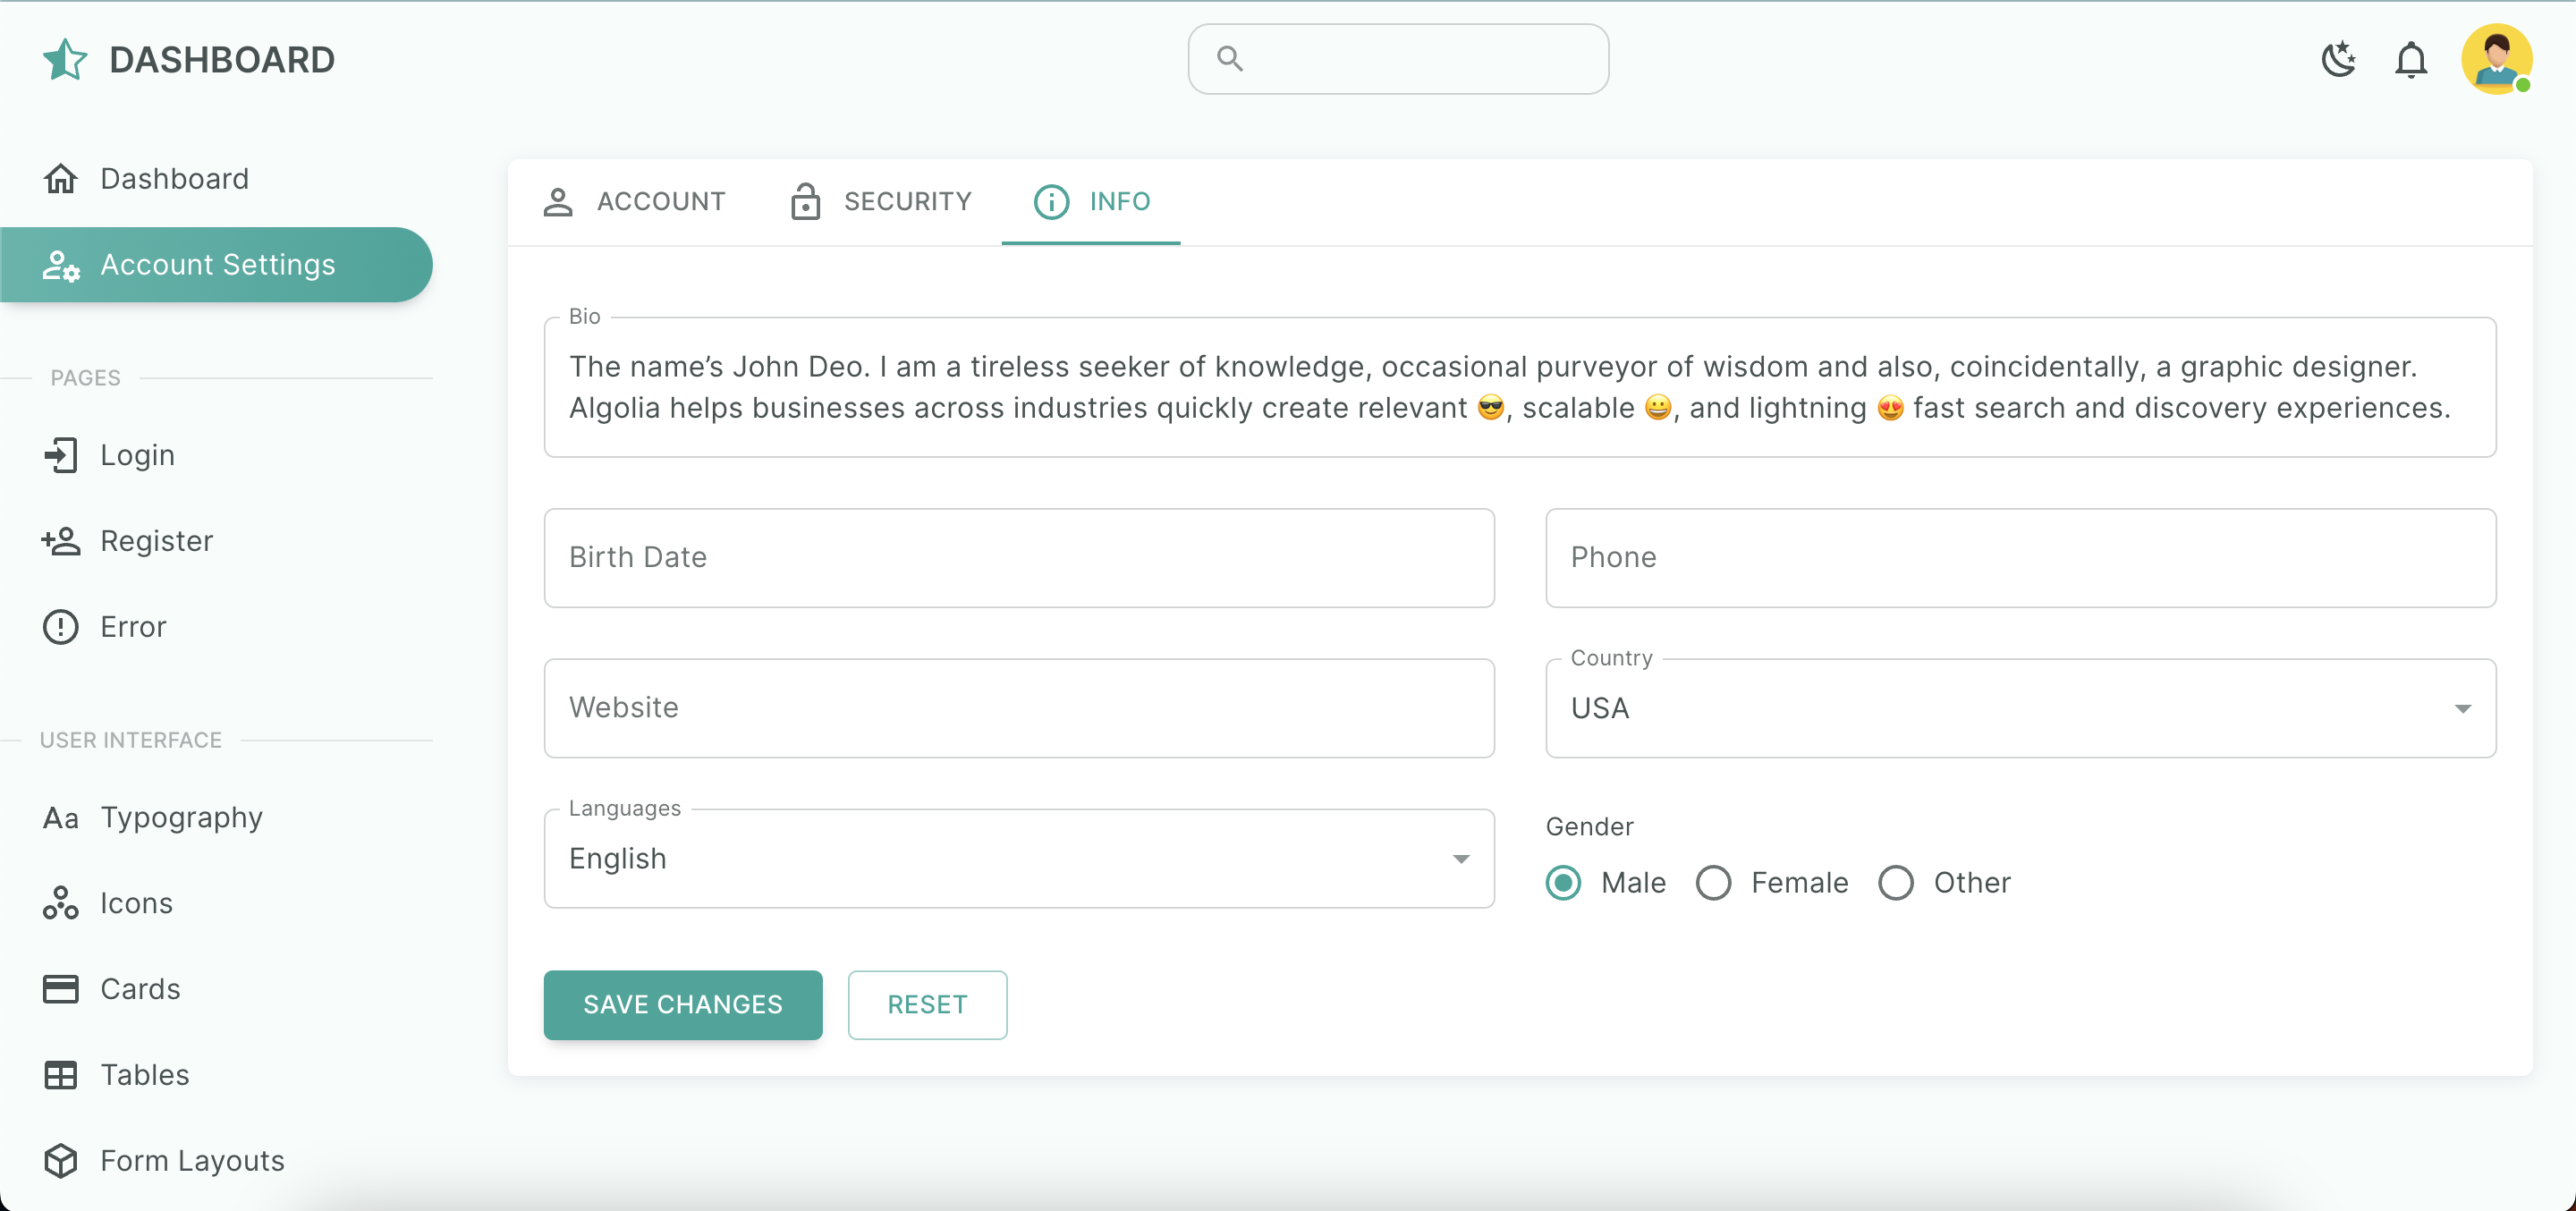 DASHBOARD
Dashboard
Account Settings
PAGES
Login
Register
Error
USER INTERFACE
Aa Typography
Icons
Cards
Tables
Form Layouts
ACCOUNT SECURITY INFO
Bio
The name’s John Deo. I am a tireless seeker of knowledge, occasional purveyor of wisdom and also, coincidentally, a graphic designer.
Algolia helps businesses across industries quickly create relevant 😎, scalable 😀, and lightning 😍 fast search and discovery experiences.
Birth Date
Phone
Website
Country
USA
Languages
English
Gender
Male Female Other
SAVE CHANGES RESET